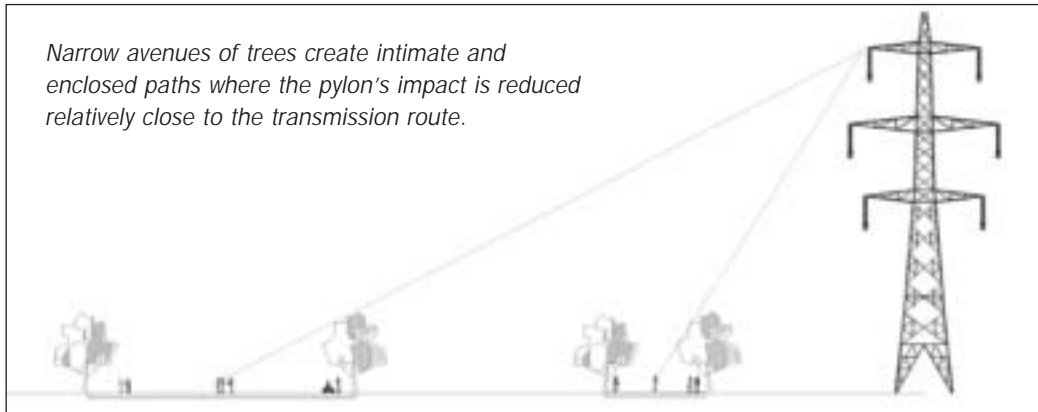 Narrow avenues of trees create intimate and
enclosed paths where the pylon's impact is reduced
relatively close to the transmission route.